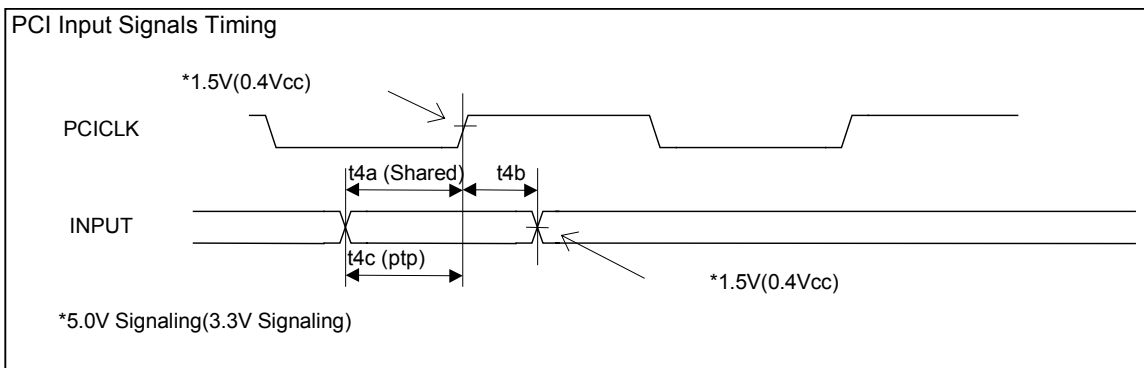 PCI Input Signals Timing
*1.5V(0.4Vcc)
PCICLK
t4a (Shared)
t4b
INPUT
t4c (ptp)
*1.5V(0.4Vcc)
*5.0V Signaling(3.3V Signaling)